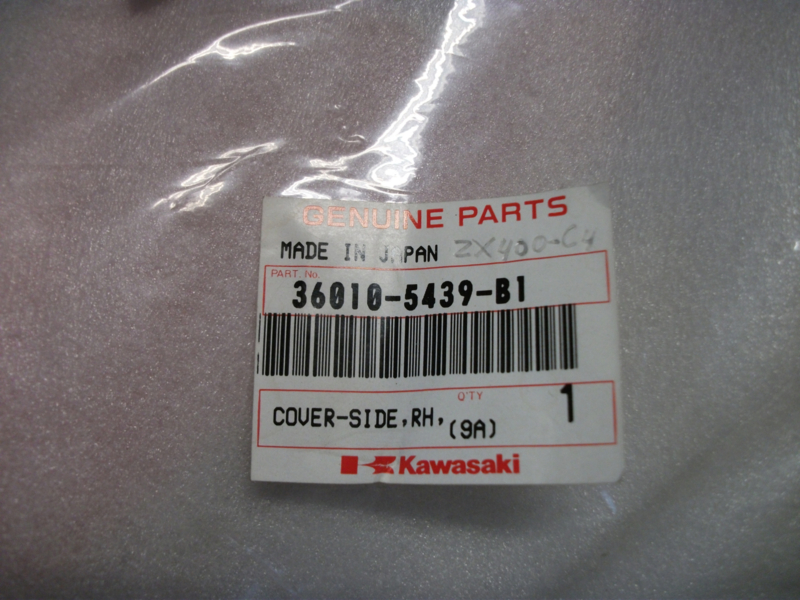 GENUINE PARTS
MADE IN JAPAN ZX400-C4
PART. No.
36010-5439-B1
Q'TY
1
COVER-SIDE,RH,(9A)
Kawasaki